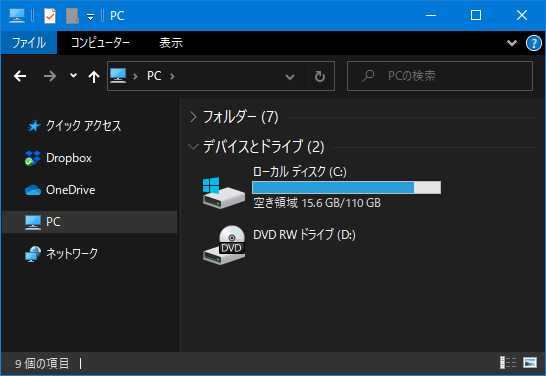 PC
ファイル コンピューター 表示
PC
PCの検索
クイック アクセス
Dropbox
OneDrive
PC
ネットワーク
フォルダー (7)
デバイスとドライブ (2)
ローカル ディスク (C:)
空き領域 15.6 GB/110 GB
DVD RW ドライブ (D:)
DVD
9 個の項目